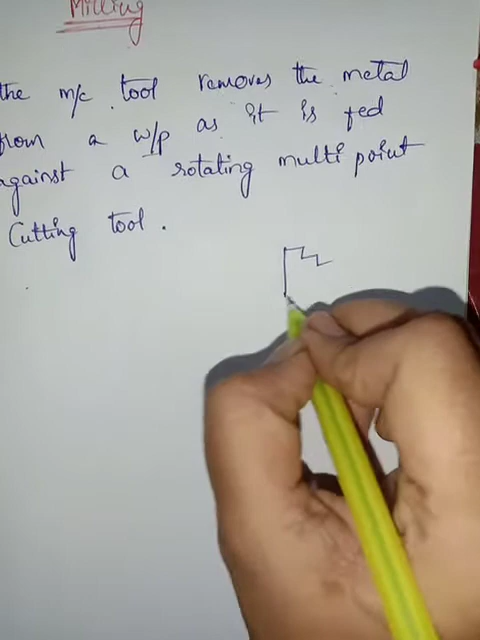 Milling
the m/c tool removes the metal
from a w/p as it is fed
against a rotating multi point
Cutting tool.